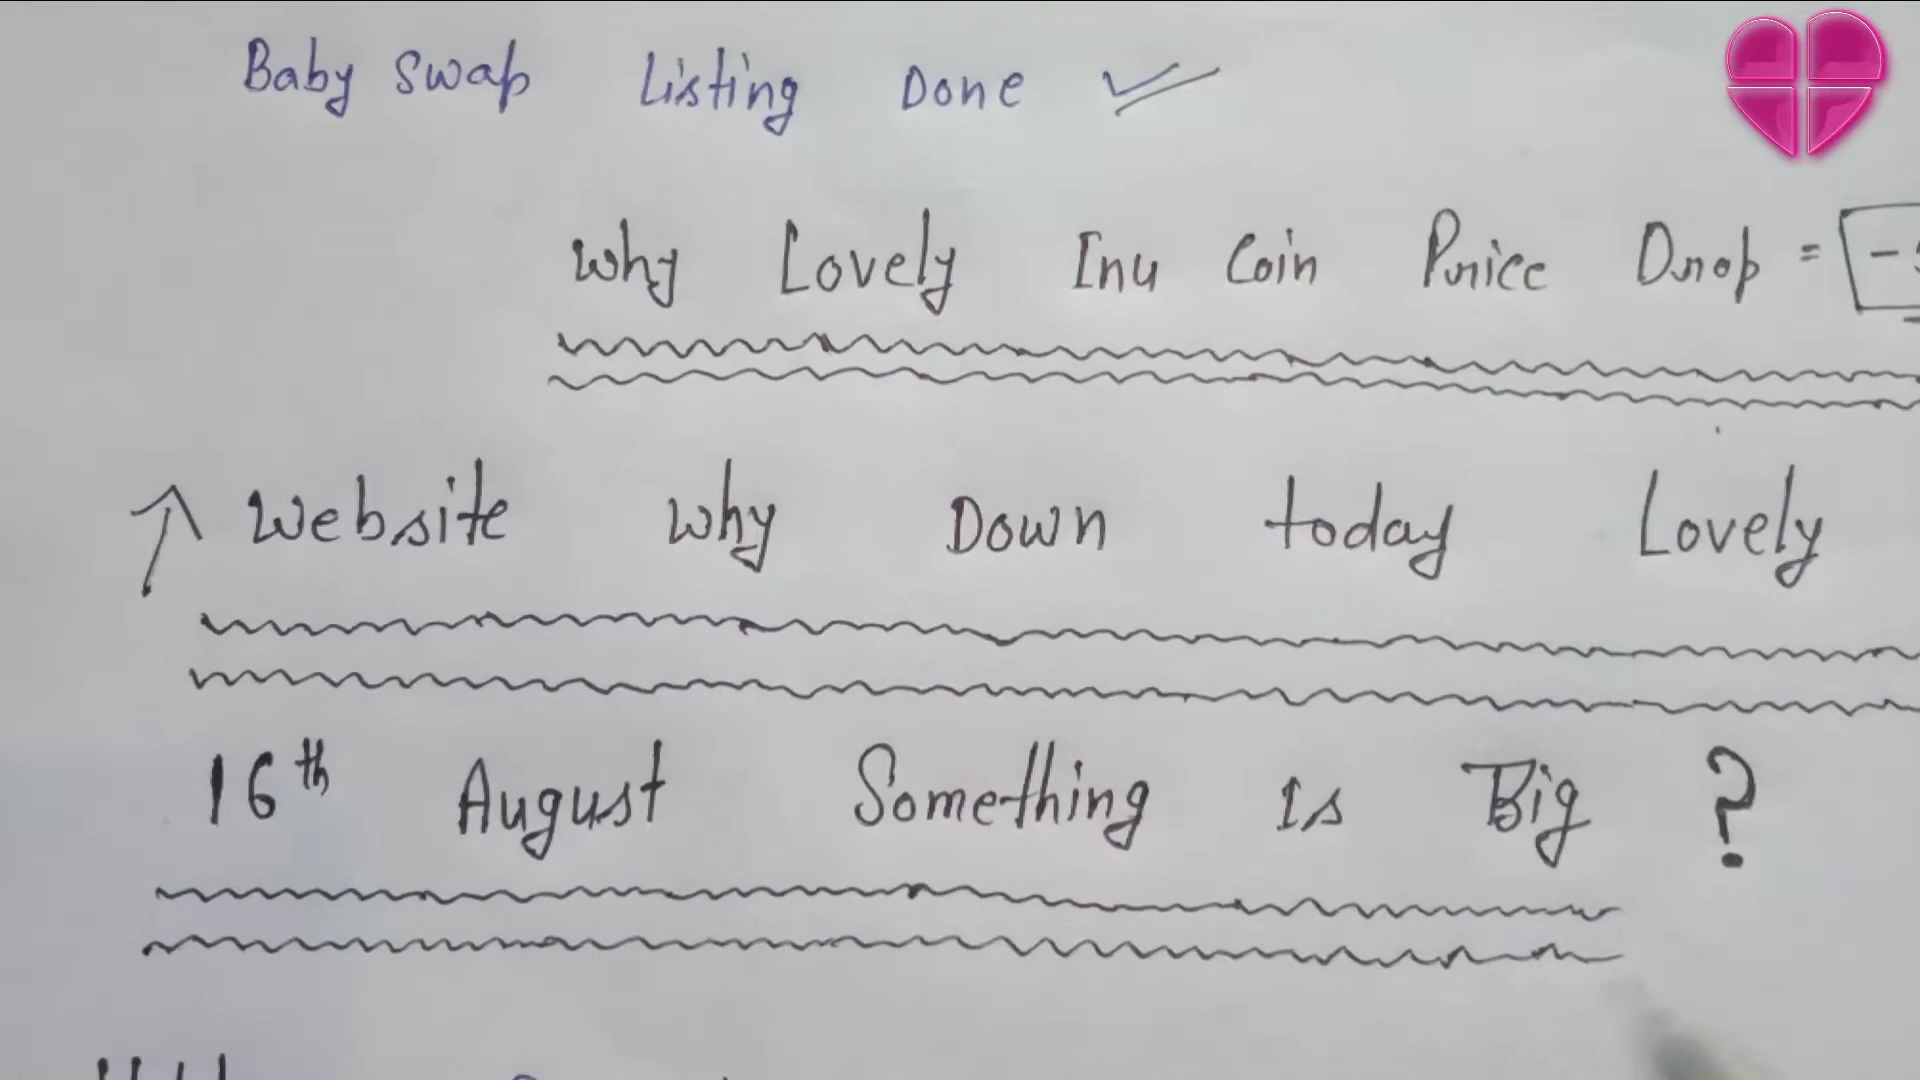 Baby Swap Listing Done
Why Lovely Inu Coin Price Drop = -
Website Why Down today Lovely
16th August Something Is Big ?